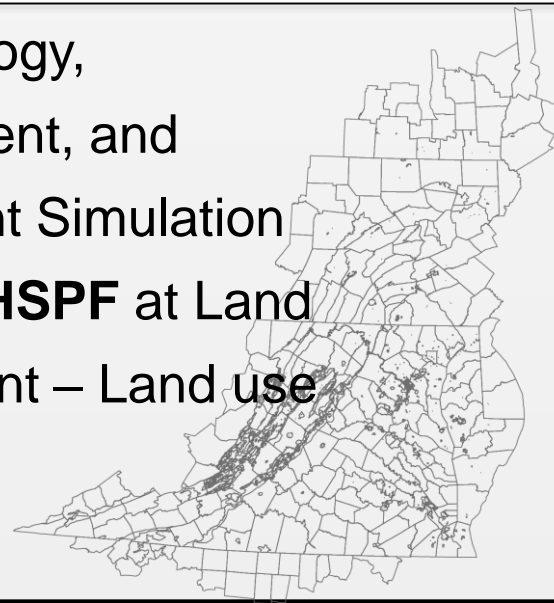 ogy,
ent, and
nt Simulation
HSPF at Land
nt – Land use